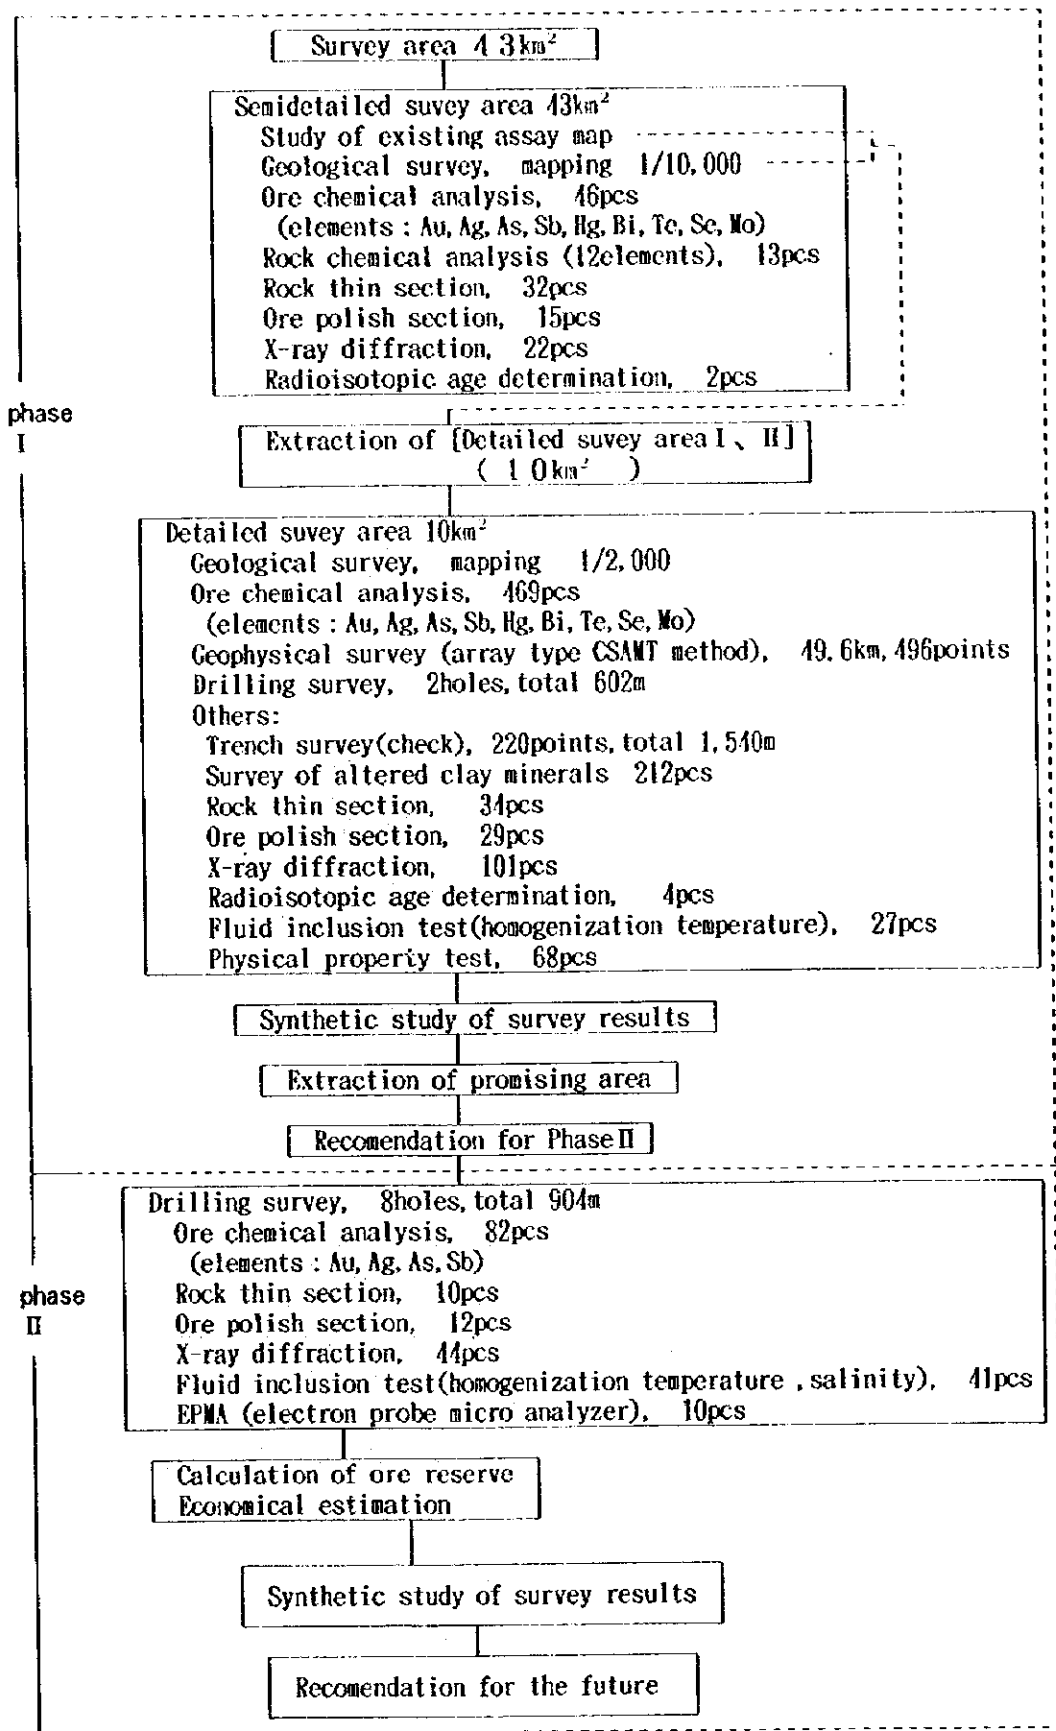 Survey area 43km²
Semidetailed suvey area 43km²
Study of existing assay map
Geological survey, mapping 1/10,000
Ore chemical analysis, 46pcs
(elements : Au, Ag, As, Sb, Hg, Bi, Te, Se, Mo)
Rock chemical analysis (12elements), 13pcs
Rock thin section, 32pcs
Ore polish section, 15pcs
X-ray diffraction, 22pcs
Radioisotopic age determination, 2pcs
phase
I
Extraction of [Detailed suvey area I、II]
( 10km² )
Detailed suvey area 10km²
Geological survey, mapping 1/2,000
Ore chemical analysis, 469pcs
(elements : Au, Ag, As, Sb, Hg, Bi, Te, Se, Mo)
Geophysical survey (array type CSAMT method), 49.6km, 496points
Drilling survey, 2holes, total 602m
Others:
Trench survey(check), 220points, total 1,540m
Survey of altered clay minerals 212pcs
Rock thin section, 34pcs
Ore polish section, 29pcs
X-ray diffraction, 101pcs
Radioisotopic age determination, 4pcs
Fluid inclusion test(homogenization temperature), 27pcs
Physical property test, 68pcs
Synthetic study of survey results
Extraction of promising area
Recomendation for Phase II
Drilling survey, 8holes, total 904m
Ore chemical analysis, 82pcs
(elements : Au, Ag, As, Sb)
phase
II
Rock thin section, 10pcs
Ore polish section, 12pcs
X-ray diffraction, 44pcs
Fluid inclusion test(homogenization temperature , salinity), 41pcs
EPMA (electron probe micro analyzer), 10pcs
Calculation of ore reserve
Economical estimation
Synthetic study of survey results
Recomendation for the future